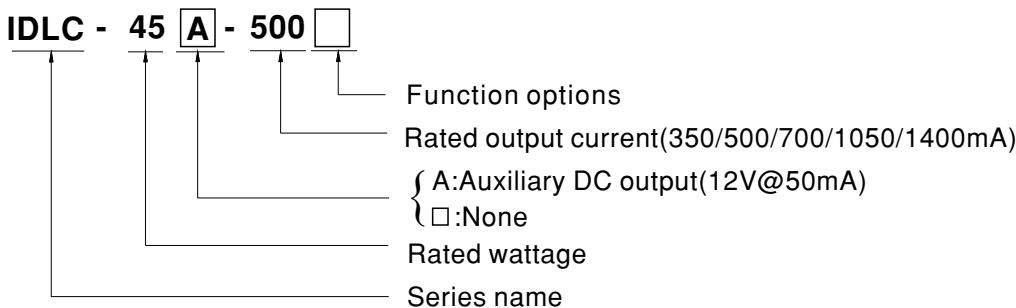 IDLC - 45 A - 500 □
Function options
Rated output current(350/500/700/1050/1400mA)
A:Auxiliary DC output(12V@50mA)
□:None
Rated wattage
Series name